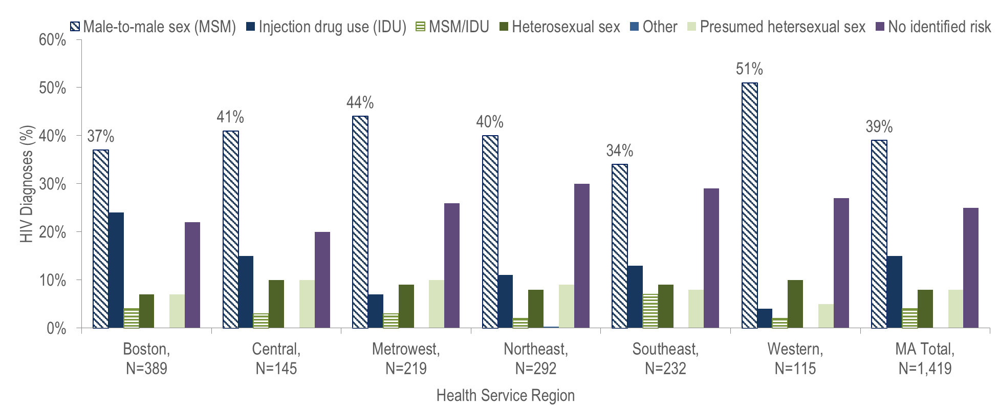 Male-to-male sex (MSM) Injection drug use (IDU) MSM/IDU Heterosexual sex Other Presumed hetersexual sex No identified risk
60%
50%
40%
30%
20%
10%
0%
HIV Diagnoses (%)
37%
41%
44%
40%
34%
51%
39%
Boston,
N=389
Central,
N=145
Metrowest,
N=219
Northeast,
N=292
Southeast,
N=232
Western,
N=115
MA Total,
N=1,419
Health Service Region